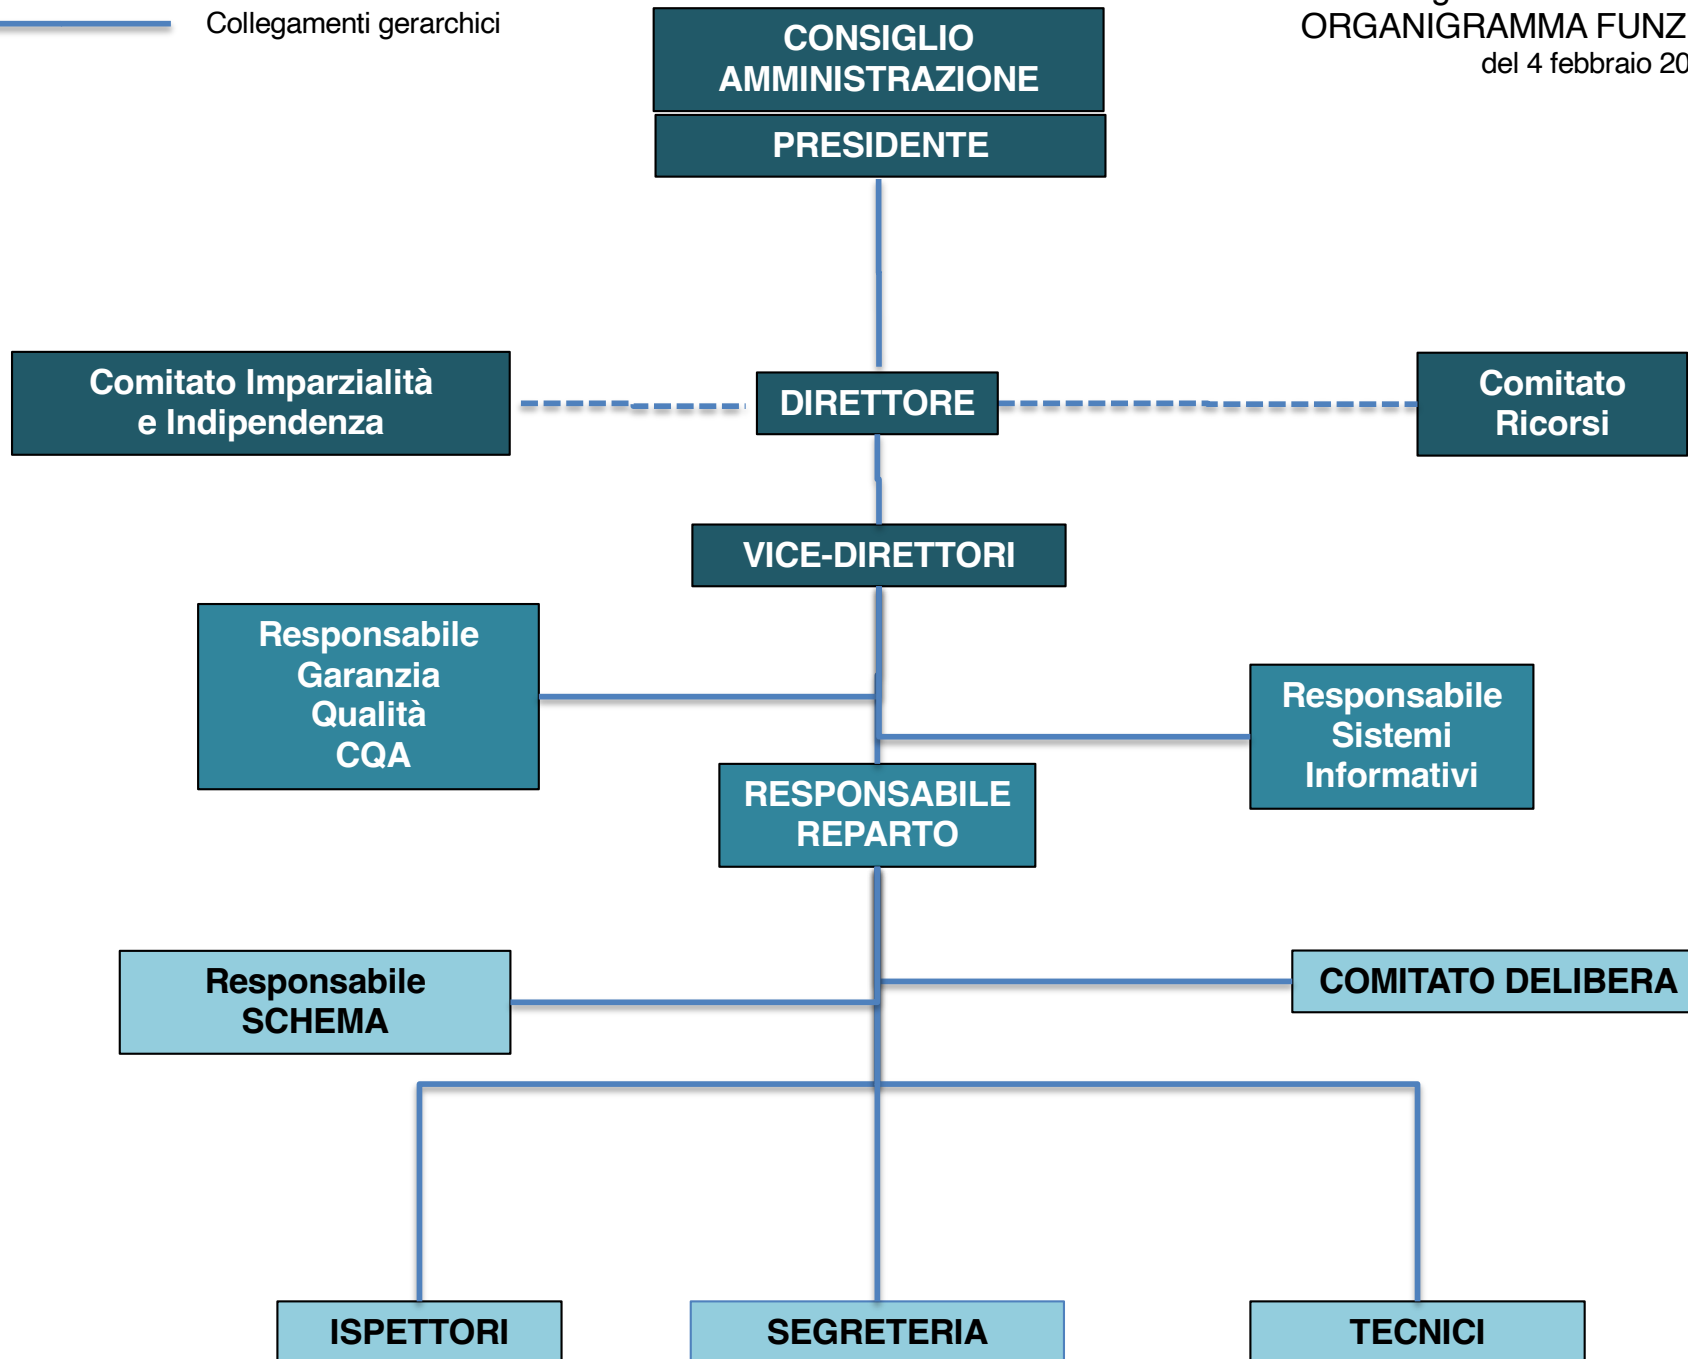 Collegamenti gerarchici
ORGANIGRAMMA FUNZ
del 4 febbraio 20
CONSIGLIO
AMMINISTRAZIONE
PRESIDENTE
Comitato Imparzialità
e Indipendenza
DIRETTORE
Comitato
Ricorsi
VICE-DIRETTORI
Responsabile
Garanzia
Qualità
CQA
Responsabile
Sistemi
Informativi
RESPONSABILE
REPARTO
Responsabile
SCHEMA
COMITATO DELIBERA
ISPETTORI
SEGRETERIA
TECNICI